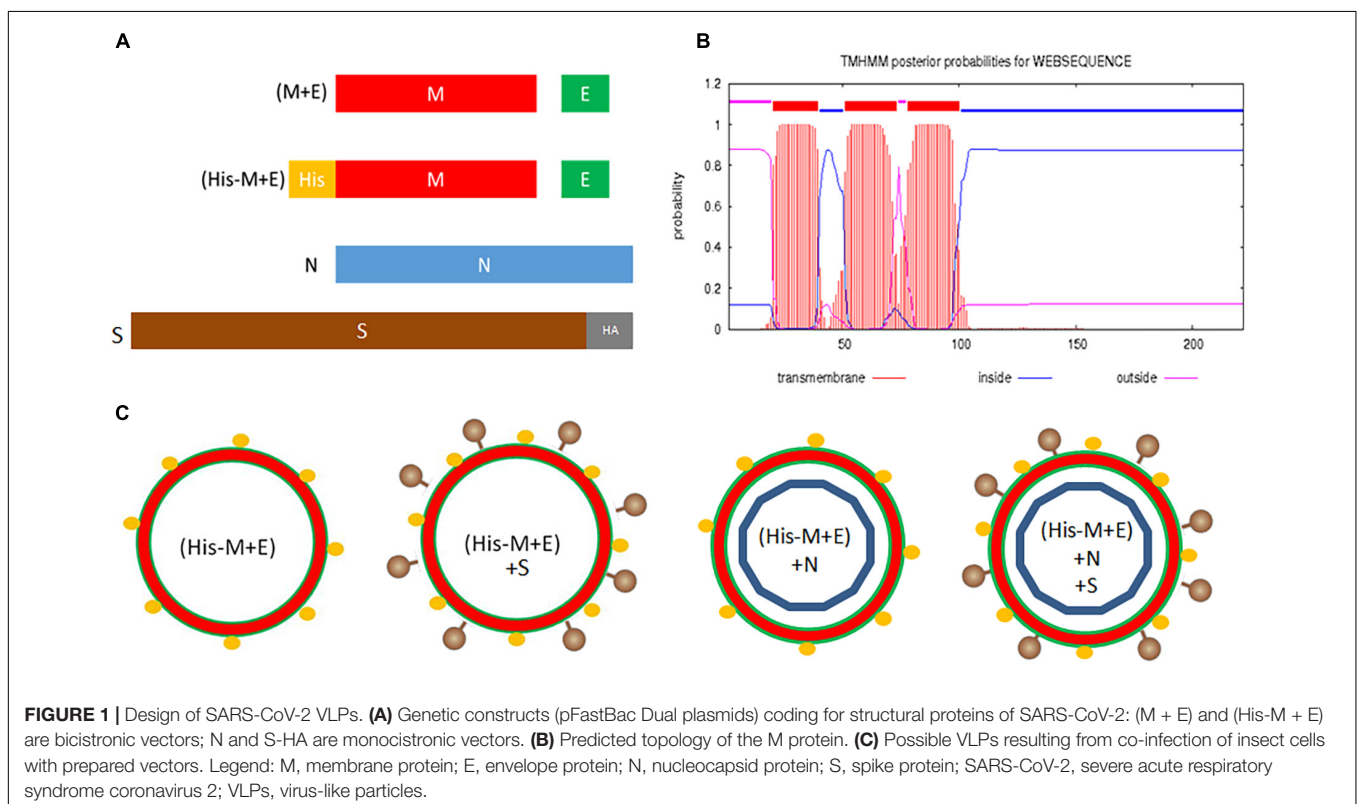 A
(M+E)
M
E
(His-M+E)
His
M
E
N
N
S
S
HA
B
TMHMM posterior probabilities for WEBSEQUENCE
probability
1.2
1
0.8
0.6
0.4
0.2
0
50
100
150
200
transmembrane
inside
outside
C
(His-M+E)
(His-M+E)
+S
(His-M+E)
+N
(His-M+E)
+N
+S
FIGURE 1 | Design of SARS-CoV-2 VLPs. (A) Genetic constructs (pFastBac Dual plasmids) coding for structural proteins of SARS-CoV-2: (M + E) and (His-M + E)
are bicistronic vectors; N and S-HA are monocistronic vectors. (B) Predicted topology of the M protein. (C) Possible VLPs resulting from co-infection of insect cells
with prepared vectors. Legend: M, membrane protein; E, envelope protein; N, nucleocapsid protein; S, spike protein; SARS-CoV-2, severe acute respiratory
syndrome coronavirus 2; VLPs, virus-like particles.